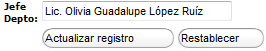 Jefe Depto: Lic. Olivia Guadalupe López Ruíz
Actualizar registro Restablecer